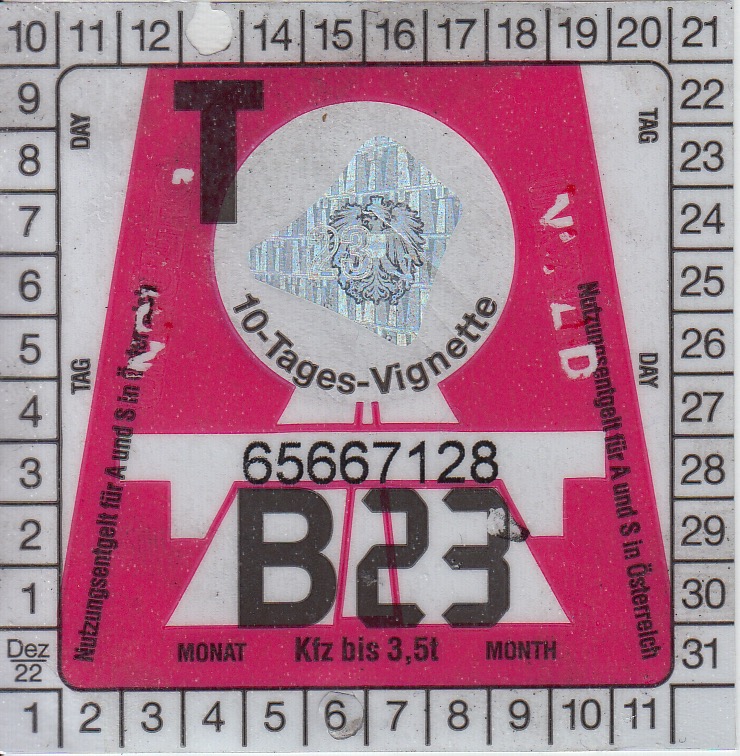 10 11 12 14 15 16 17 18 19 20 21
9 22
8 23
7 24
6 25
5 26
4 27
3 28
2 29
1 30
Dez 22 31
1 2 3 4 5 6 7 8 9 10 11
DAY
TAG
T
23
10-Tages-Vignette
TAG
DAY
Nutzungsentgelt für A und S in Österreich
Nutzungsentgelt für A und S in Österreich
65667128
B23
MONAT Kfz bis 3,5t MONTH